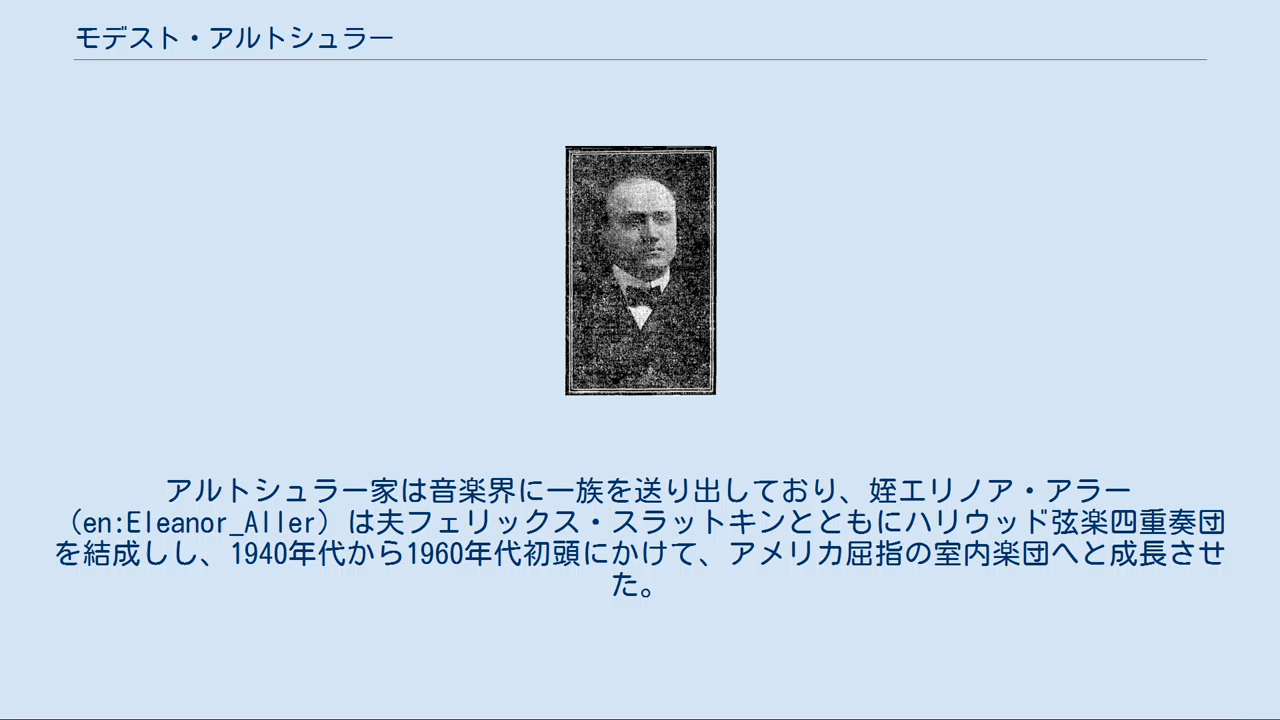 モデスト・アルトシュラー
アルトシュラー家は音楽界に一族を送り出しており、姪エリノア・アラー
（en:Eleanor_Aller）は夫フェリックス・スラットキンとともにハリウッド弦楽四重奏団
を結成しし、1940年代から1960年代初頭にかけて、アメリカ屈指の室内楽団へと成長させ
た。